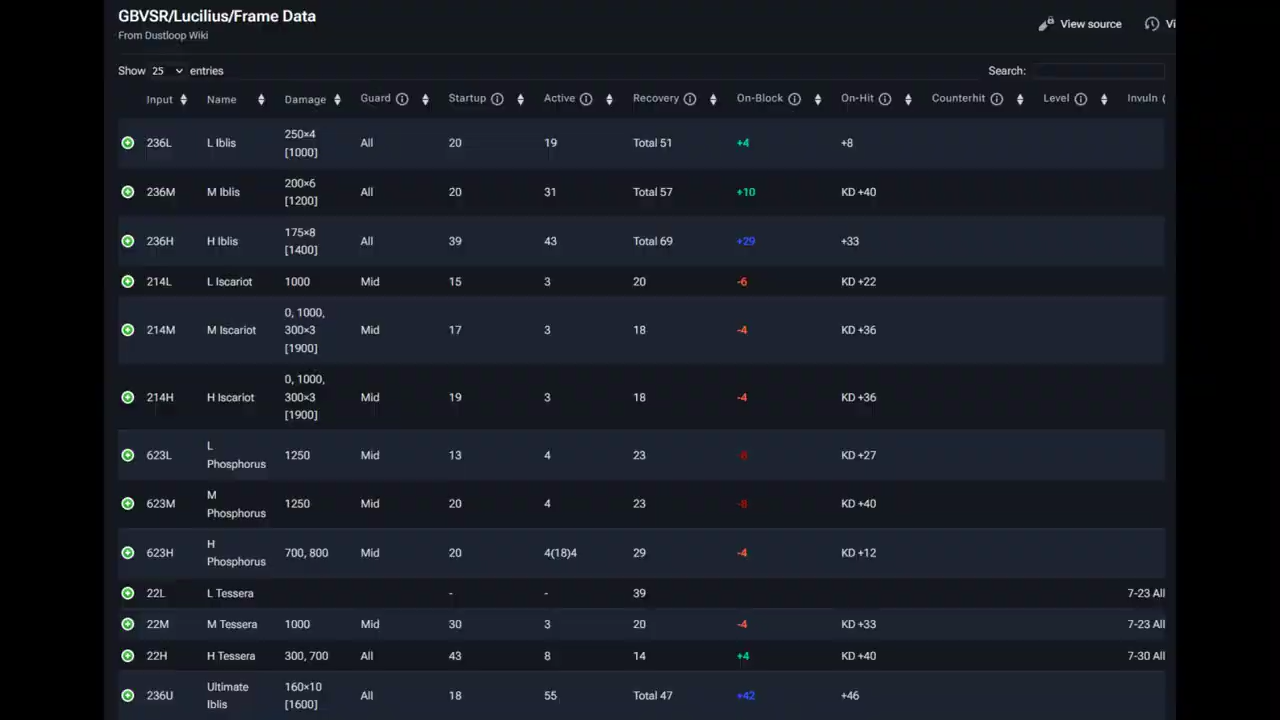 GBVSR/Lucilius/Frame Data
From Dustloop Wiki
View source
Vi
Show 25 entries
Search:
Input Name Damage Guard Startup Active Recovery On-Block On-Hit Counterhit Level Invuln
236L L Iblis 250×4 [1000] All 20 19 Total 51 +4 +8
236M M Iblis 200×6 [1200] All 20 31 Total 57 +10 KD +40
236H H Iblis 175×8 [1400] All 39 43 Total 69 +29 +33
214L L Iscariot 1000 Mid 15 3 20 -6 KD +22
214M M Iscariot 0, 1000, 300×3 [1900] Mid 17 3 18 -4 KD +36
214H H Iscariot 0, 1000, 300×3 [1900] Mid 19 3 18 -4 KD +36
623L L Phosphorus 1250 Mid 13 4 23 -8 KD +27
623M M Phosphorus 1250 Mid 20 4 23 -8 KD +40
623H H Phosphorus 700, 800 Mid 20 4(18)4 29 -4 KD +12
22L L Tessera - - 39 7-23 All
22M M Tessera 1000 Mid 30 3 20 -4 KD +33 7-23 All
22H H Tessera 300, 700 All 43 8 14 +4 KD +40 7-30 All
236U Ultimate Iblis 160×10 [1600] All 18 55 Total 47 +42 +46